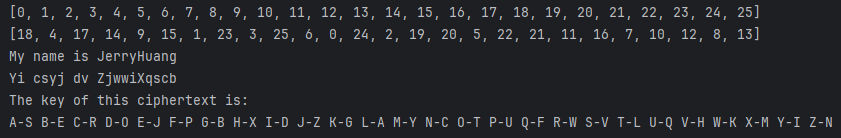 [0, 1, 2, 3, 4, 5, 6, 7, 8, 9, 10, 11, 12, 13, 14, 15, 16, 17, 18, 19, 20, 21, 22, 23, 24, 25]
[18, 4, 17, 14, 9, 15, 1, 23, 3, 25, 6, 0, 24, 2, 19, 20, 5, 22, 21, 11, 16, 7, 10, 12, 8, 13]
My name is JerryHuang
Yi csyj dv ZjwwiXqscb
The key of this ciphertext is:
A-S B-E C-R D-O E-J F-P G-B H-X I-D J-Z K-G L-A M-Y N-C O-T P-U Q-F R-W S-V T-L U-Q V-H W-K X-M Y-I Z-N